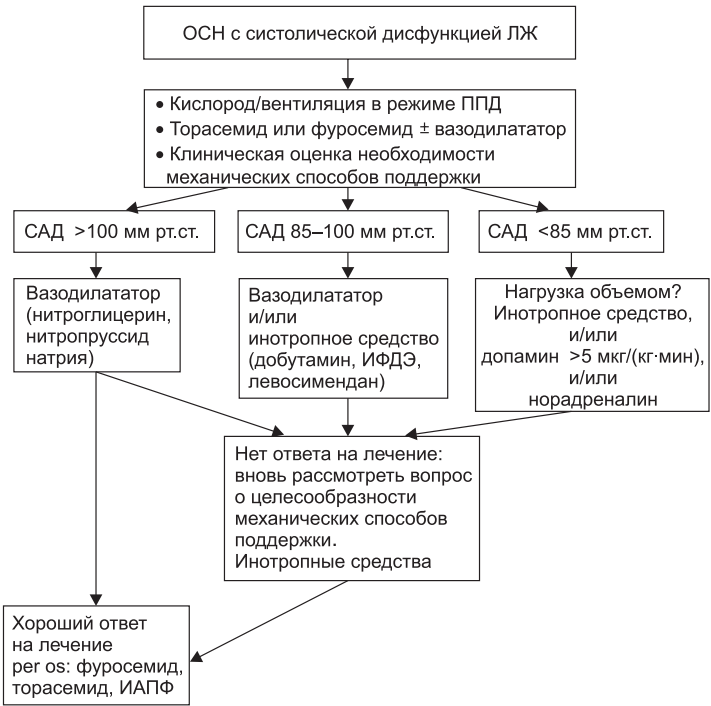 ОСН с систолической дисфункцией ЛЖ
• Кислород/вентиляция в режиме ППД
• Торасемид или фуросемид ± вазодилататор
• Клиническая оценка необходимости
механических способов поддержки
САД >100 мм рт.ст.
САД 85–100 мм рт.ст.
САД <85 мм рт.ст.
Вазодилататор
(нитроглицерин,
нитропруссид
натрия)
Вазодилататор
и/или
инотропное средство
(добутамин, ИФДЭ,
левосимендан)
Нагрузка объемом?
Инотропное средство,
и/или
допамин >5 мкг/(кг·мин),
и/или
норадреналин
Нет ответа на лечение:
вновь рассмотреть вопрос
о целесообразности
механических способов
поддержки.
Инотропные средства
Хороший ответ
на лечение
per os: фуросемид,
торасемид, ИАПФ